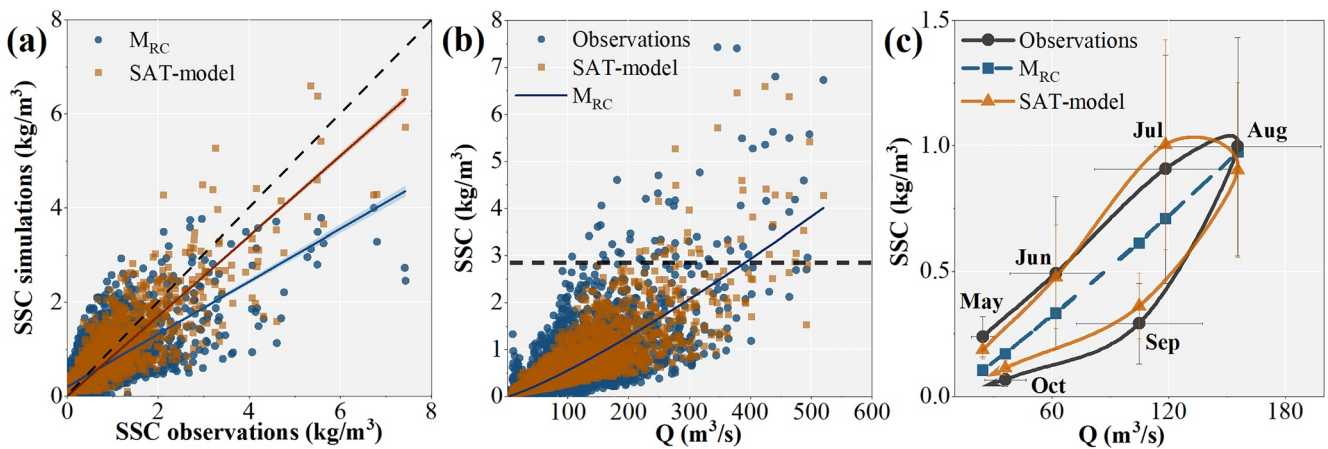 (a)
M_RC
SAT-model
SSC simulations (kg/m³)
8
6
4
2
0
0 2 4 6 8
SSC observations (kg/m³)
(b)
Observations
SAT-model
M_RC
SSC (kg/m³)
8
7
6
5
4
3
2
1
0
100 200 300 400 500 600
Q (m³/s)
(c)
Observations
M_RC
SAT-model
SSC (kg/m³)
1.5
1.0
0.5
0.0
Jul
Aug
Jun
May
Sep
Oct
60 120 180
Q (m³/s)